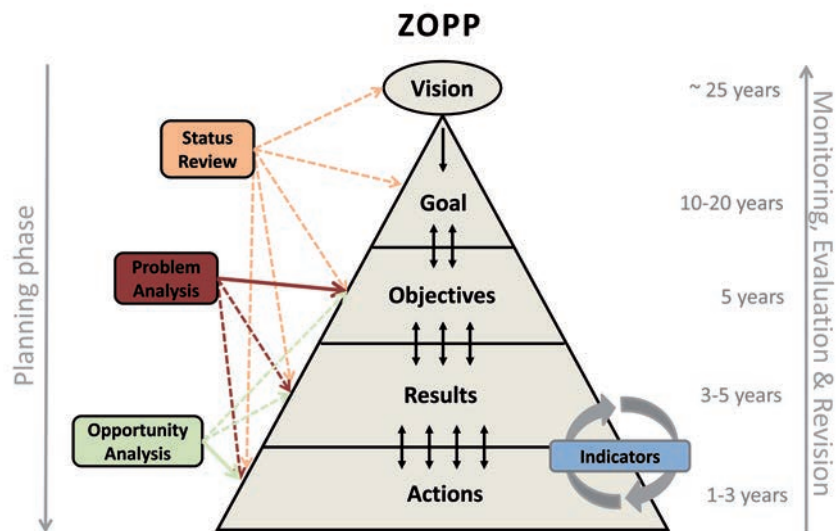 ZOPP
Vision
~ 25 years
Status
Review
Goal
10-20 years
Problem
Analysis
Objectives
5 years
Results
3-5 years
Opportunity
Analysis
Indicators
Actions
1-3 years
Planning phase
Monitoring, Evaluation & Revision